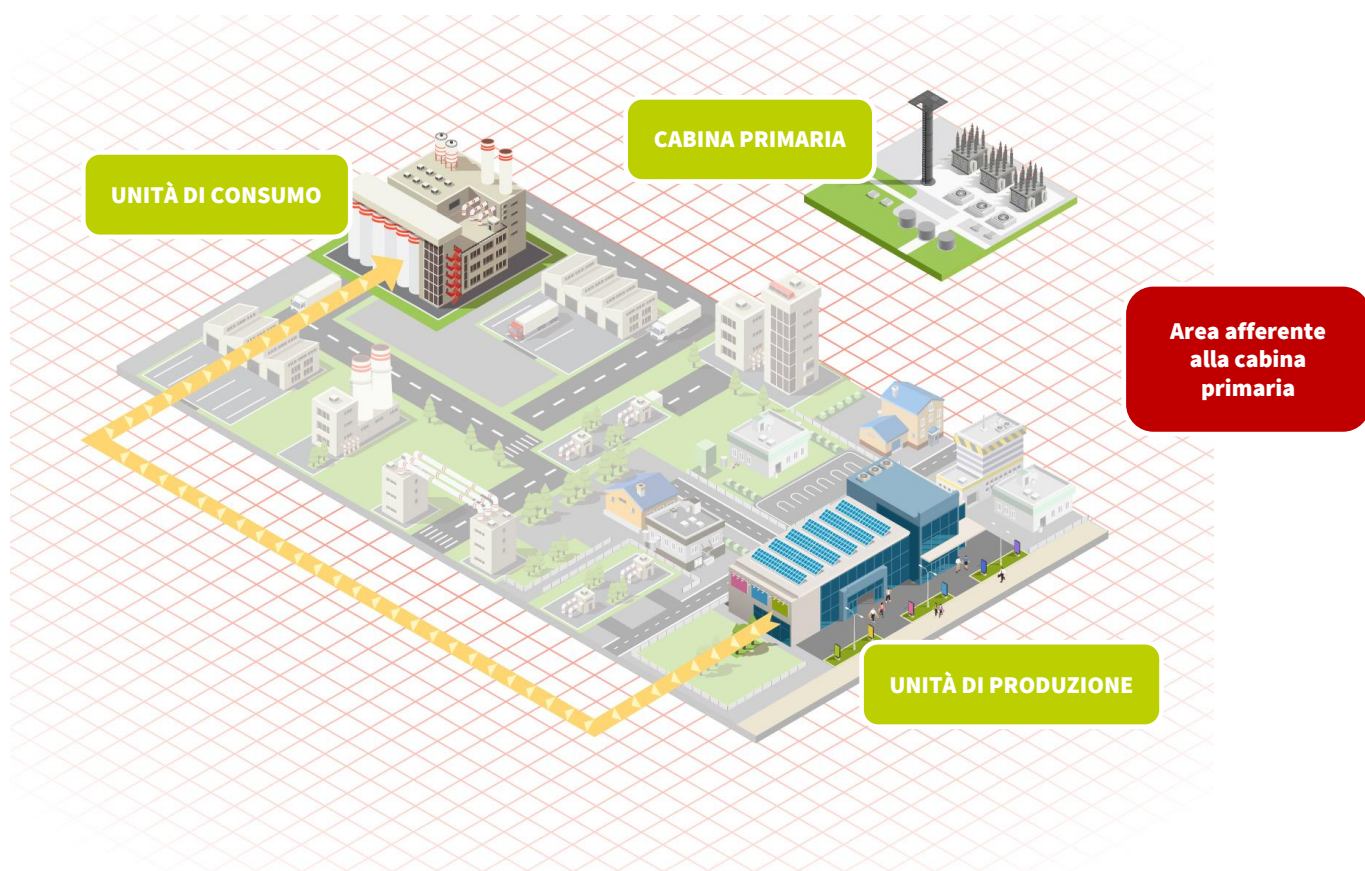 CABINA PRIMARIA
UNITÀ DI CONSUMO
Area afferente
alla cabina
primaria
UNITÀ DI PRODUZIONE